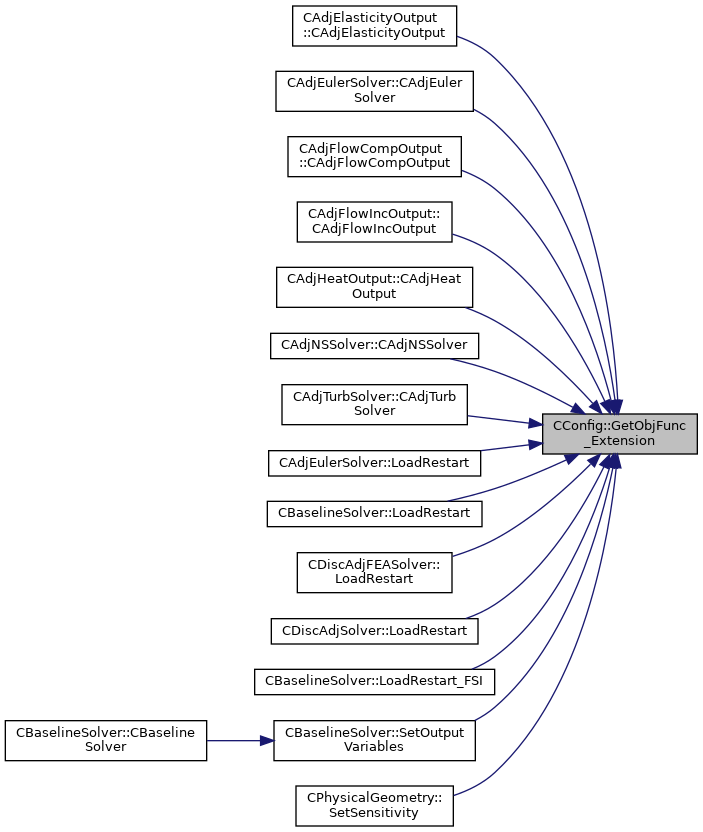 CAdjElasticityOutput
::CAdjElasticityOutput
CAdjEulerSolver::CAdjEuler
Solver
CAdjFlowCompOutput
::CAdjFlowCompOutput
CAdjFlowIncOutput::
CAdjFlowIncOutput
CAdjHeatOutput::CAdjHeat
Output
CAdjNSSolver::CAdjNSSolver
CAdjTurbSolver::CAdjTurb
Solver
CConfig::GetObjFunc
_Extension
CAdjEulerSolver::LoadRestart
CBaselineSolver::LoadRestart
CDiscAdjFEASolver::
LoadRestart
CDiscAdjSolver::LoadRestart
CBaselineSolver::LoadRestart_FSI
CBaselineSolver::CBaseline
Solver
CBaselineSolver::SetOutput
Variables
CPhysicalGeometry::
SetSensitivity